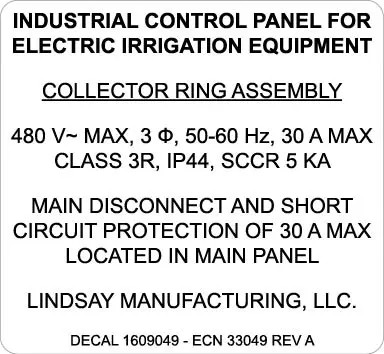 INDUSTRIAL CONTROL PANEL FOR
ELECTRIC IRRIGATION EQUIPMENT
COLLECTOR RING ASSEMBLY
480 V~ MAX, 3 Φ, 50-60 Hz, 30 A MAX
CLASS 3R, IP44, SCCR 5 KA
MAIN DISCONNECT AND SHORT
CIRCUIT PROTECTION OF 30 A MAX
LOCATED IN MAIN PANEL
LINDSAY MANUFACTURING, LLC.
DECAL 1609049 - ECN 33049 REV A